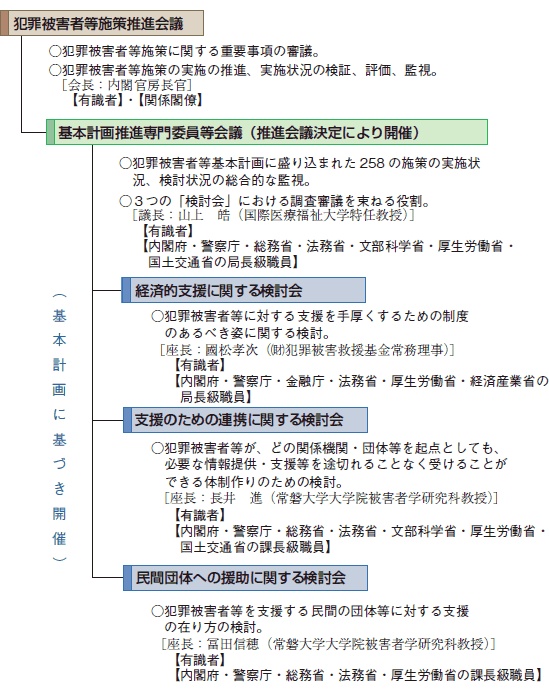 犯罪被害者等施策推進会議
○犯罪被害者等施策に関する重要事項の審議。
○犯罪被害者等施策の実施の推進、実施状況の検証、評価、監視。
［会長：内閣官房長官］
【有識者】・【関係閣僚】
基本計画推進専門委員等会議（推進会議決定により開催）
○犯罪被害者等基本計画に盛り込まれた258の施策の実施状
況、検討状況の総合的な監視。
○３つの「検討会」における調査審議を束ねる役割。
［議長：山上　皓（国際医療福祉大学特任教授）］
【有識者】
【内閣府・警察庁・総務省・法務省・文部科学省・厚生労働省・
国土交通省の局長級職員】
（基本計画に基づき開催）
経済的支援に関する検討会
○犯罪被害者等に対する支援を手厚くするための制度
のあるべき姿に関する検討。
［座長：國松孝次（㈶犯罪被害救援基金常務理事）］
【有識者】
【内閣府・警察庁・金融庁・法務省・厚生労働省・経済産業省の
局長級職員】
支援のための連携に関する検討会
○犯罪被害者等が、どの関係機関・団体等を起点としても、
必要な情報提供・支援等を途切れることなく受けることが
できる体制作りのための検討。
［座長：長井　進（常磐大学大学院被害者学研究科教授）］
【有識者】
【内閣府・警察庁・総務省・法務省・文部科学省・厚生労働省・
国土交通省の課長級職員】
民間団体への援助に関する検討会
○犯罪被害者等を支援する民間の団体等に対する支援
の在り方の検討。
［座長：冨田信穂（常磐大学大学院被害者学研究科教授）］
【有識者】
【内閣府・警察庁・総務省・法務省・厚生労働省の課長級職員】